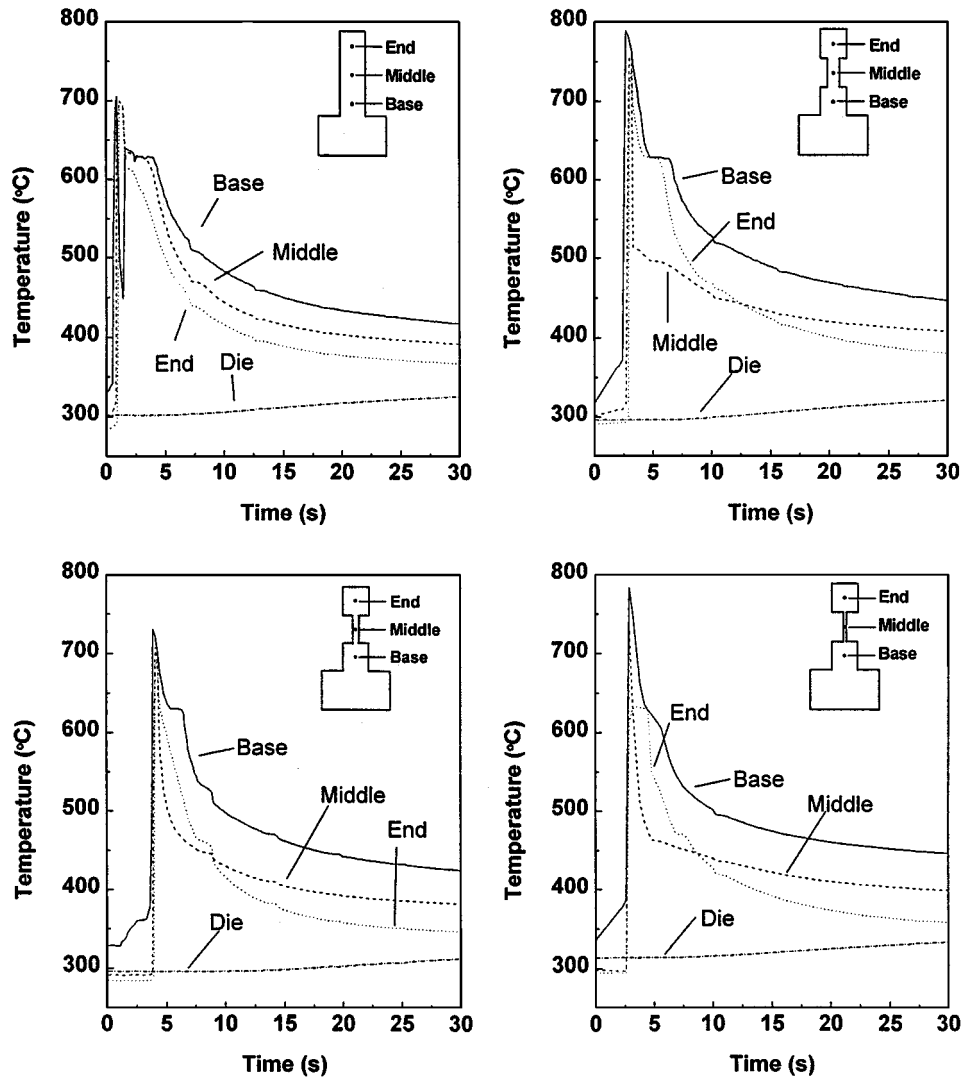 800
700
600
500
400
300
Temperature (°C)
0 5 10 15 20 25 30
Time (s)
End
Middle
Base
Base
Middle
End
Die
800
700
600
500
400
300
Temperature (°C)
0 5 10 15 20 25 30
Time (s)
End
Middle
Base
Base
End
Middle
Die
800
700
600
500
400
300
Temperature (°C)
0 5 10 15 20 25 30
Time (s)
End
Middle
Base
Base
Middle
End
Die
800
700
600
500
400
300
Temperature (°C)
0 5 10 15 20 25 30
Time (s)
End
Middle
Base
End
Base
Middle
Die